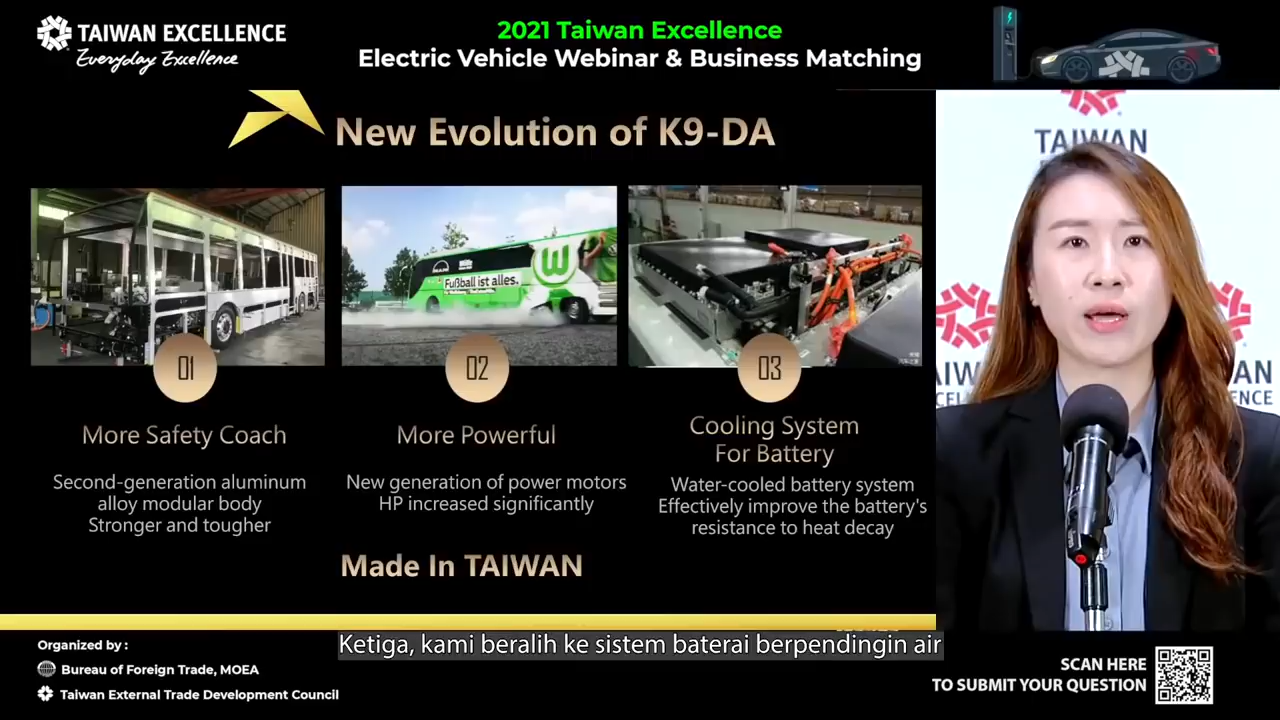 TAIWAN EXCELLENCE
Everyday Excellence
2021 Taiwan Excellence
Electric Vehicle Webinar & Business Matching
New Evolution of K9-DA
Fußball ist alles.
W
01
02
03
More Safety Coach
Second-generation aluminum
alloy modular body
Stronger and tougher
More Powerful
New generation of power motors
HP increased significantly
Cooling System
For Battery
Water-cooled battery system
Effectively improve the battery's
resistance to heat decay
Made In TAIWAN
TAIWAN
Ketiga, kami beralih ke sistem baterai berpendingin air
Organized by :
Bureau of Foreign Trade, MOEA
Taiwan External Trade Development Council
SCAN HERE
TO SUBMIT YOUR QUESTION